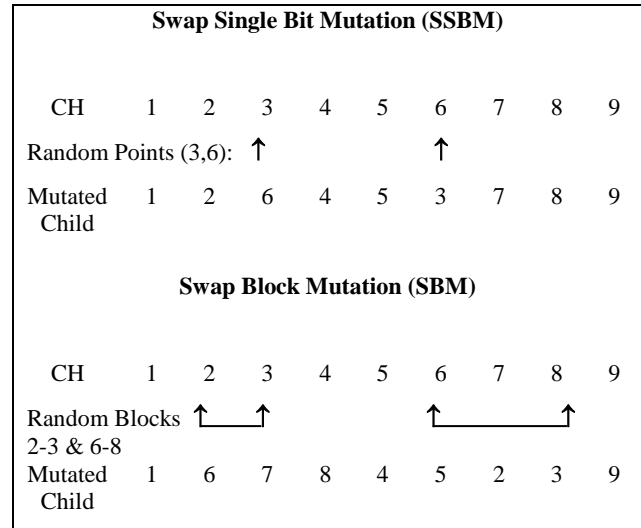 Swap Single Bit Mutation (SSBM)
CH 1 2 3 4 5 6 7 8 9
Random Points (3,6): ↑ ↑
Mutated 1 2 6 4 5 3 7 8 9
Child
Swap Block Mutation (SBM)
CH 1 2 3 4 5 6 7 8 9
Random Blocks
2-3 & 6-8
Mutated 1 6 7 8 4 5 2 3 9
Child